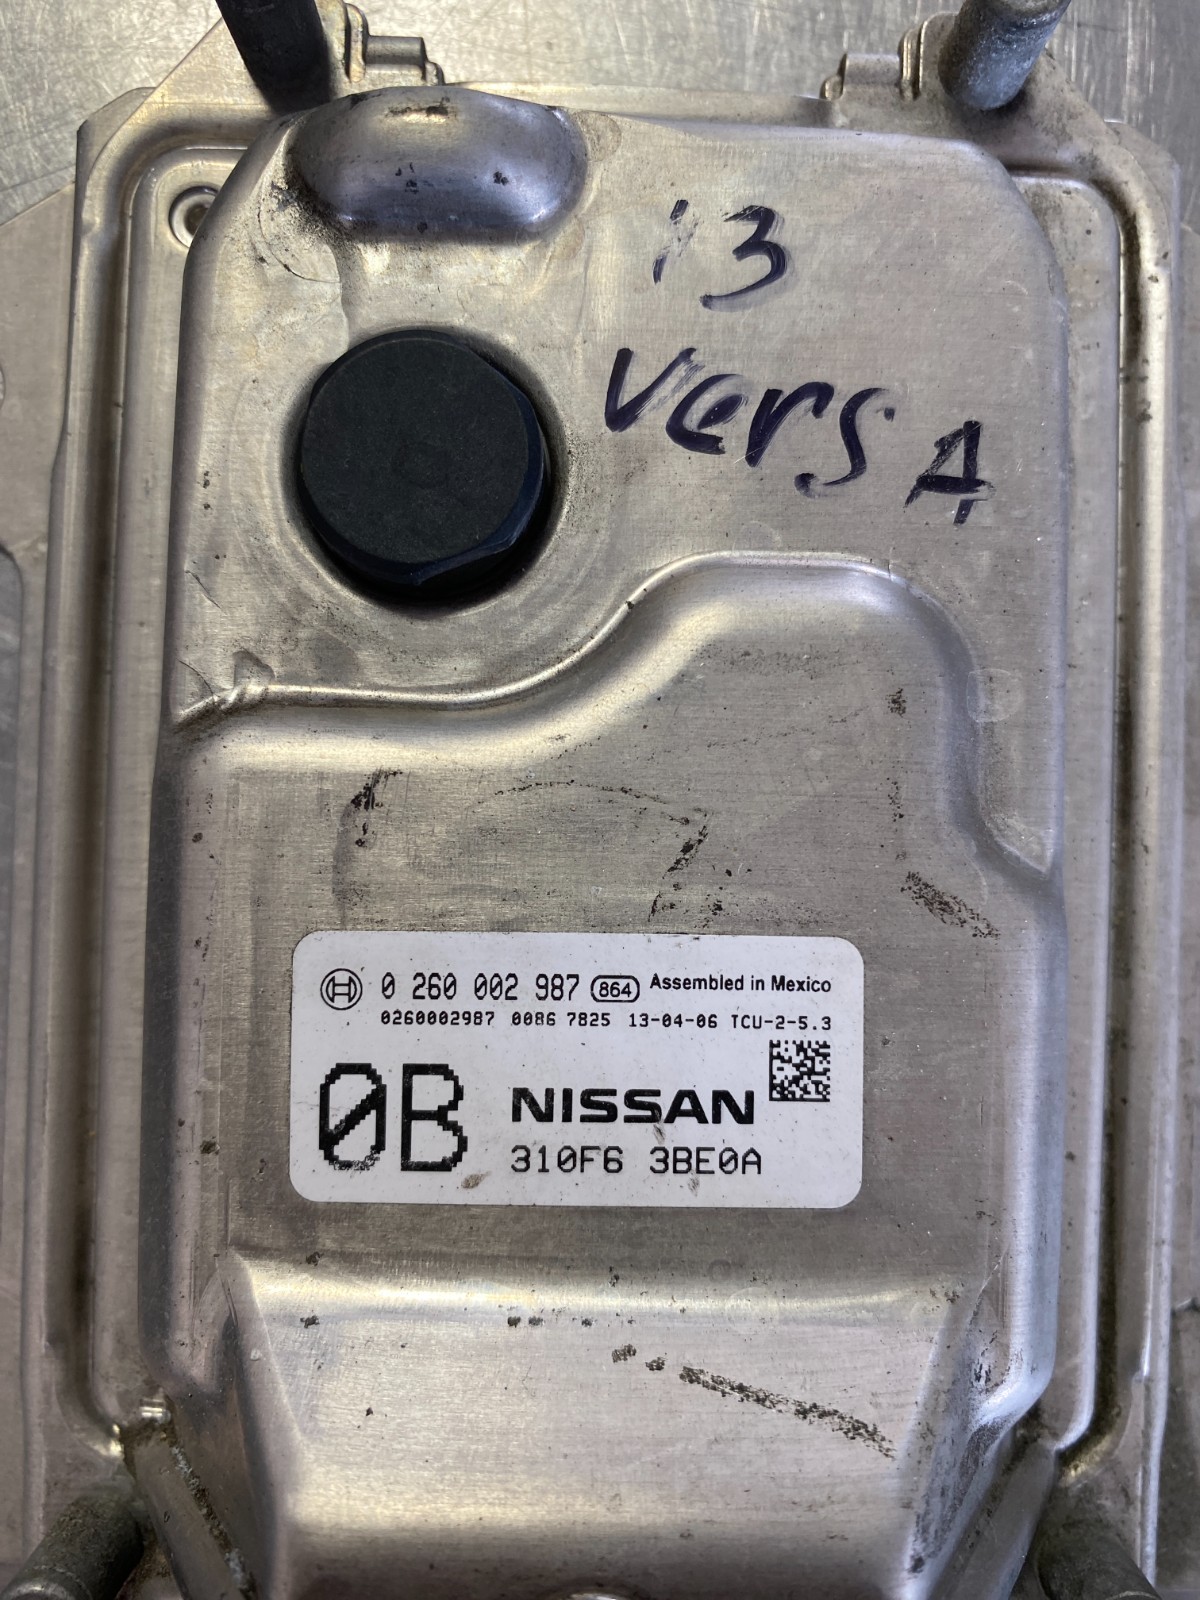 13
VerSA
0 260 002 987 864 Assembled in Mexico
0260002987 0086 7825 13-04-06 TCU-2-5.3
0B NISSAN
310F6 3BE0A